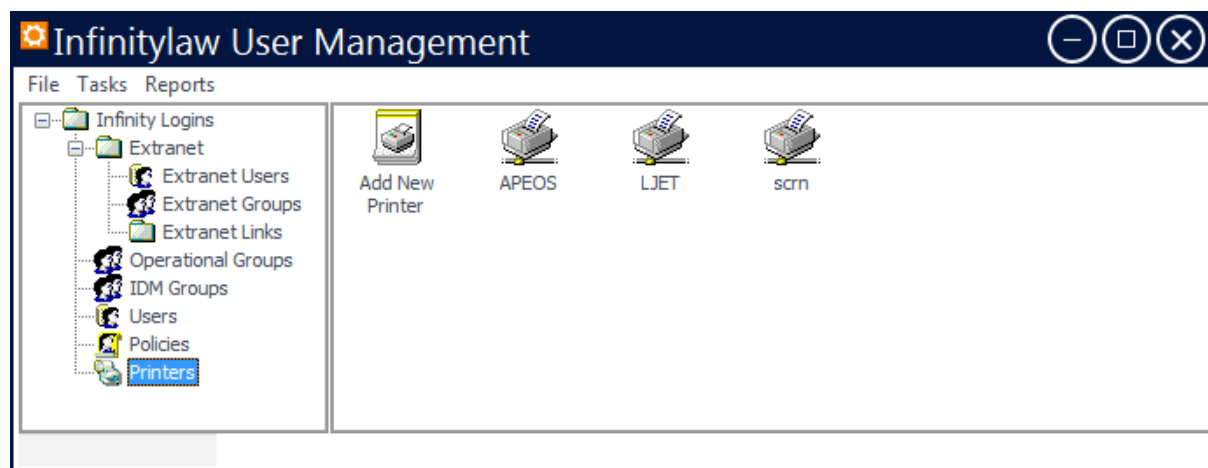 Infinitylaw User Management
File Tasks Reports
Infinity Logins
Extranet
Extranet Users
Extranet Groups
Extranet Links
Operational Groups
IDM Groups
Users
Policies
Printers
Add New
Printer
APEOS
LJET
scrn